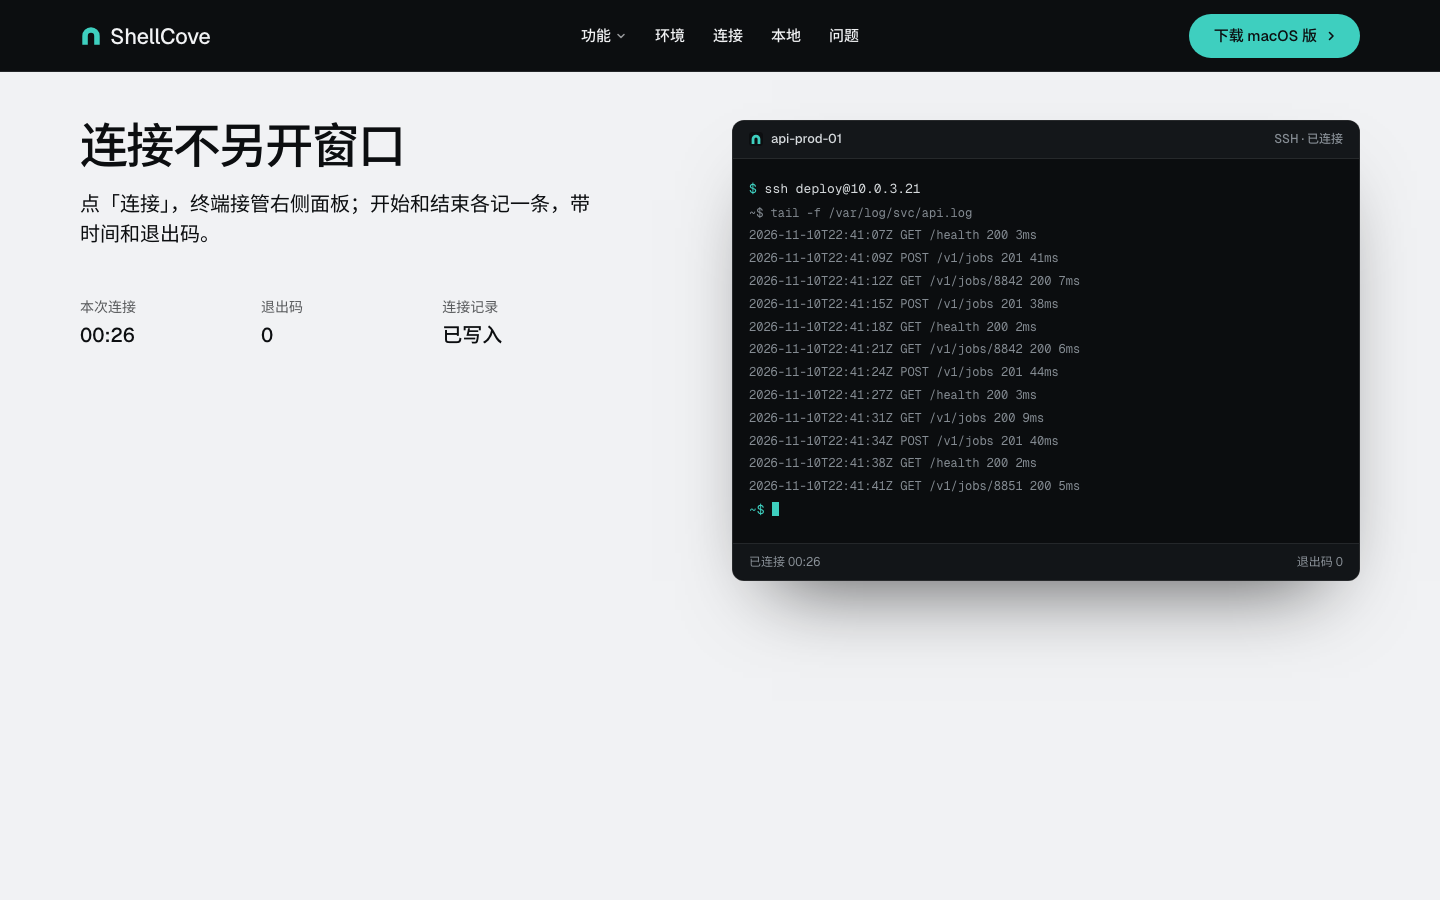 ShellCove
功能
环境
连接
本地
问题
下载 macOS 版
连接不另开窗口
点「连接」，终端接管右侧面板；开始和结束各记一条，带
时间和退出码。
本次连接
00:26
退出码
0
连接记录
已写入
api-prod-01
SSH · 已连接
$ ssh deploy@10.0.3.21
~$ tail -f /var/log/svc/api.log
2026-11-10T22:41:07Z GET /health 200 3ms
2026-11-10T22:41:09Z POST /v1/jobs 201 41ms
2026-11-10T22:41:12Z GET /v1/jobs/8842 200 7ms
2026-11-10T22:41:15Z POST /v1/jobs 201 38ms
2026-11-10T22:41:18Z GET /health 200 2ms
2026-11-10T22:41:21Z GET /v1/jobs/8842 200 6ms
2026-11-10T22:41:24Z POST /v1/jobs 201 44ms
2026-11-10T22:41:27Z GET /health 200 3ms
2026-11-10T22:41:31Z GET /v1/jobs 200 9ms
2026-11-10T22:41:34Z POST /v1/jobs 201 40ms
2026-11-10T22:41:38Z GET /health 200 2ms
2026-11-10T22:41:41Z GET /v1/jobs/8851 200 5ms
~$
已连接 00:26
退出码 0